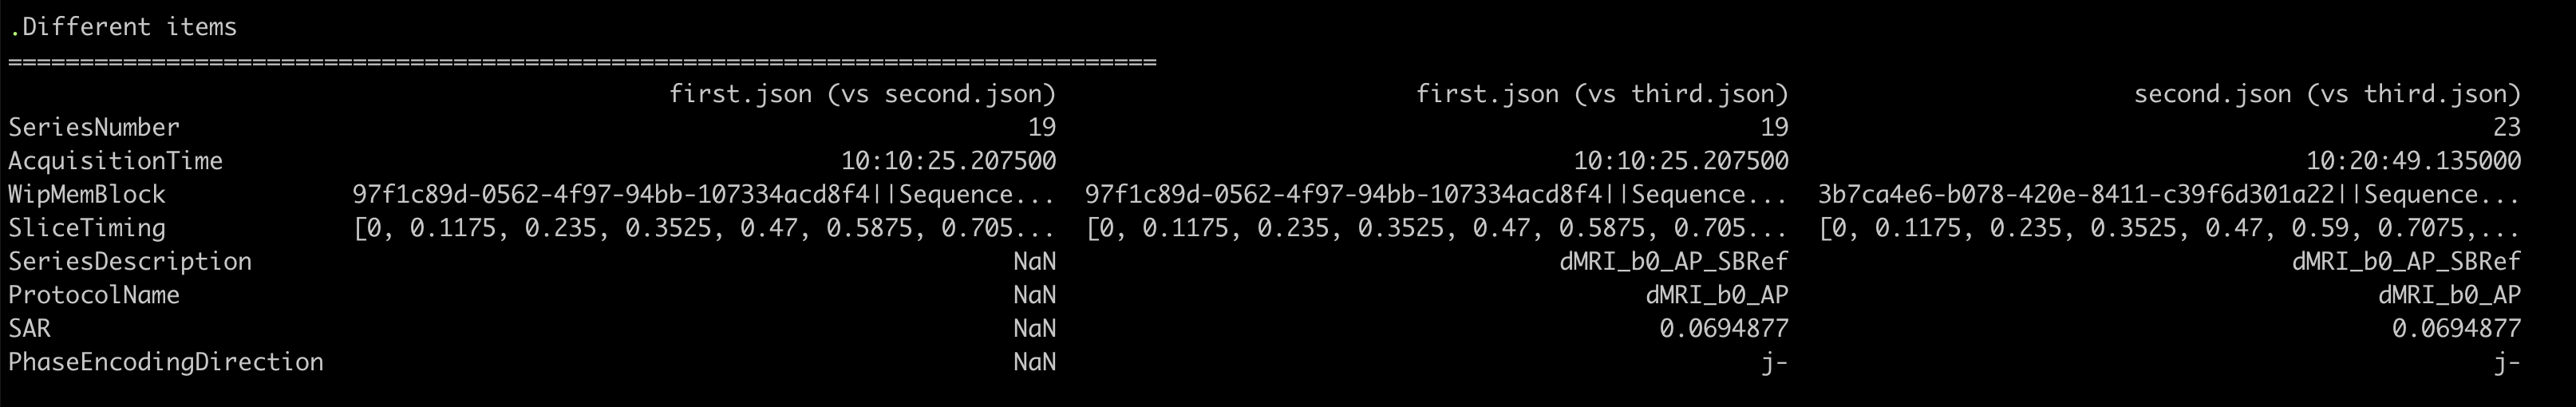 .Different items
================================================================================
first.json (vs second.json) first.json (vs third.json) second.json (vs third.json)
SeriesNumber 19 19 23
AcquisitionTime 10:10:25.207500 10:10:25.207500 10:20:49.135000
WipMemBlock 97f1c89d-0562-4f97-94bb-107334acd8f4||Sequence... 97f1c89d-0562-4f97-94bb-107334acd8f4||Sequence... 3b7ca4e6-b078-420e-8411-c39f6d301a22||Sequence...
SliceTiming [0, 0.1175, 0.235, 0.3525, 0.47, 0.5875, 0.705... [0, 0.1175, 0.235, 0.3525, 0.47, 0.5875, 0.705... [0, 0.1175, 0.235, 0.3525, 0.47, 0.59, 0.7075,...
SeriesDescription NaN dMRI_b0_AP_SBRef dMRI_b0_AP_SBRef
ProtocolName NaN dMRI_b0_AP dMRI_b0_AP
SAR NaN 0.0694877 0.0694877
PhaseEncodingDirection NaN j- j-